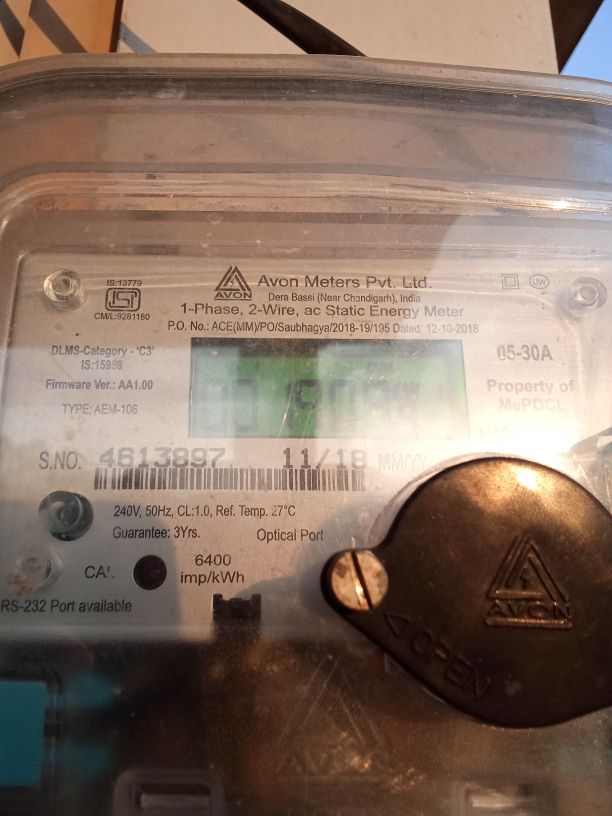 IS:13779
ISI
CM/L:9281180
AVON
Avon Meters Pvt. Ltd.
Dera Bassi (Near Chandigarh), India
UW
1-Phase, 2-Wire, ac Static Energy Meter
P.O. No.: ACE(MM)/PO/Saubhagya/2018-19/195 Dated: 12-10-2018
DLMS-Category - 'C3'
IS:15959
Firmware Ver.: AA1.00
TYPE: AEM-106
05-30A
Property of
MePDCL
S.NO. 4613897 11/18 MM/YY
240V, 50Hz, CL:1.0, Ref. Temp. 27°C
Guarantee: 3Yrs. Optical Port
CAL
6400
imp/kWh
RS-232 Port available
AVON
OPEN
AVON